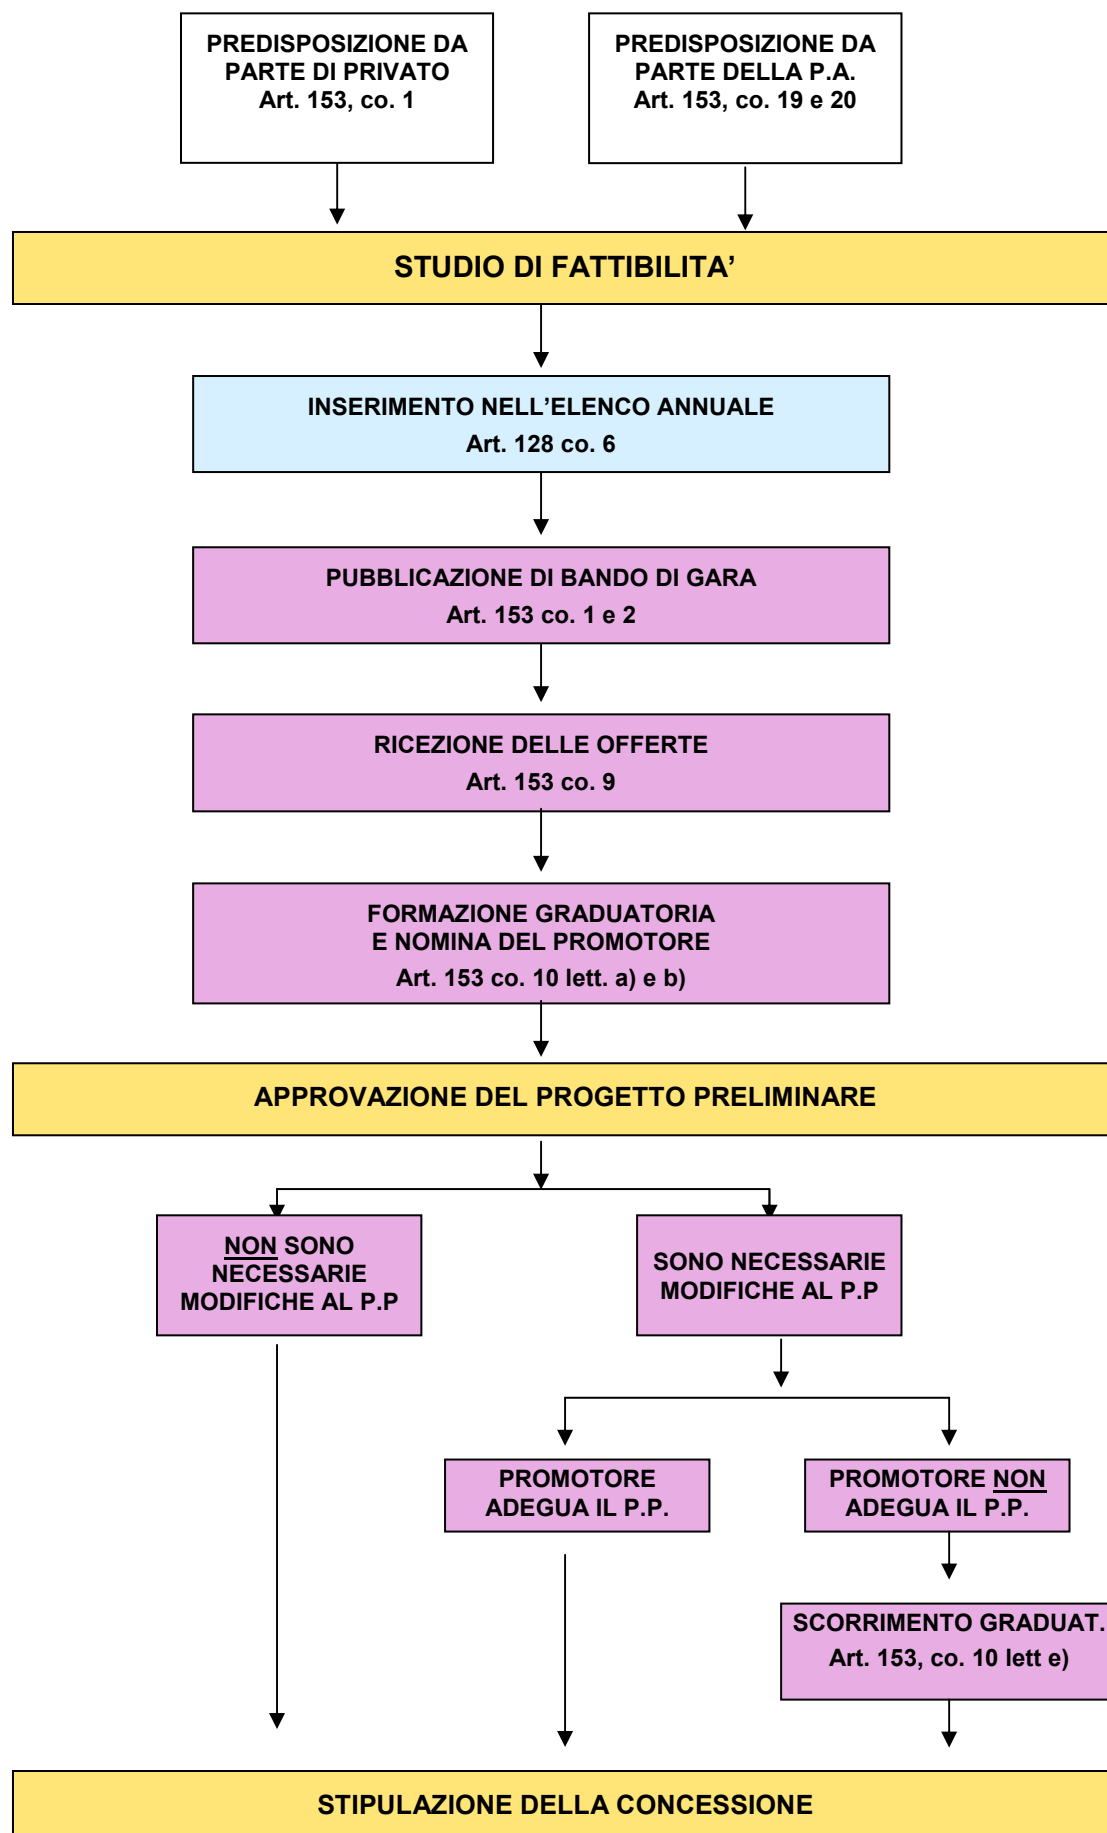 PREDISPOSIZIONE DA
PARTE DI PRIVATO
Art. 153, co. 1
PREDISPOSIZIONE DA
PARTE DELLA P.A.
Art. 153, co. 19 e 20
STUDIO DI FATTIBILITA’
INSERIMENTO NELL’ELENCO ANNUALE
Art. 128 co. 6
PUBBLICAZIONE DI BANDO DI GARA
Art. 153 co. 1 e 2
RICEZIONE DELLE OFFERTE
Art. 153 co. 9
FORMAZIONE GRADUATORIA
E NOMINA DEL PROMOTORE
Art. 153 co. 10 lett. a) e b)
APPROVAZIONE DEL PROGETTO PRELIMINARE
NON SONO
NECESSARIE
MODIFICHE AL P.P
SONO NECESSARIE
MODIFICHE AL P.P
PROMOTORE
ADEGUA IL P.P.
PROMOTORE NON
ADEGUA IL P.P.
SCORRIMENTO GRADUAT.
Art. 153, co. 10 lett e)
STIPULAZIONE DELLA CONCESSIONE